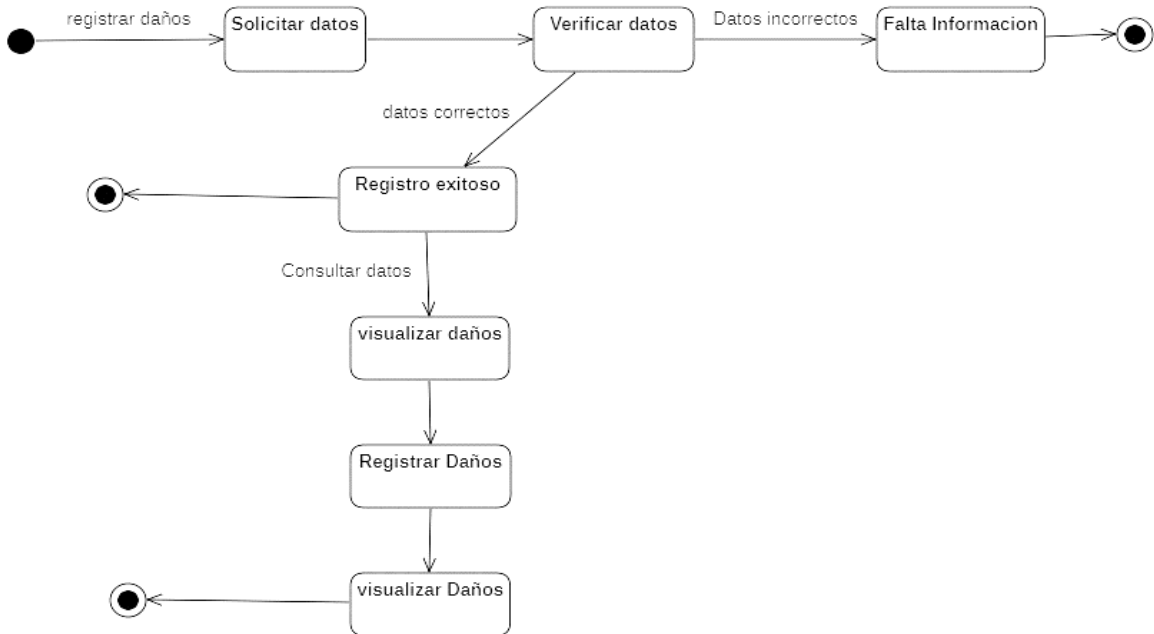 registrar daños
Solicitar datos
Verificar datos
Datos incorrectos
Falta Informacion
datos correctos
Registro exitoso
Consultar datos
visualizar daños
Registrar Daños
visualizar Daños